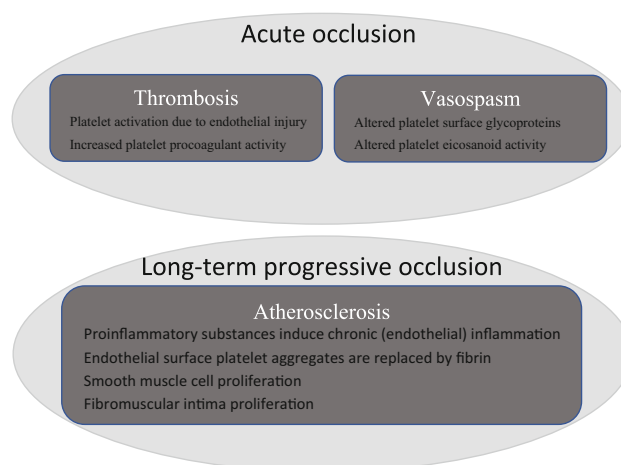 Acute occlusion
Thrombosis
Platelet activation due to endothelial injury
Increased platelet procoagulant activity
Vasospasm
Altered platelet surface glycoproteins
Altered platelet eicosanoid activity
Long-term progressive occlusion
Atherosclerosis
Proinflammatory substances induce chronic (endothelial) inflammation
Endothelial surface platelet aggregates are replaced by fibrin
Smooth muscle cell proliferation
Fibromuscular intima proliferation